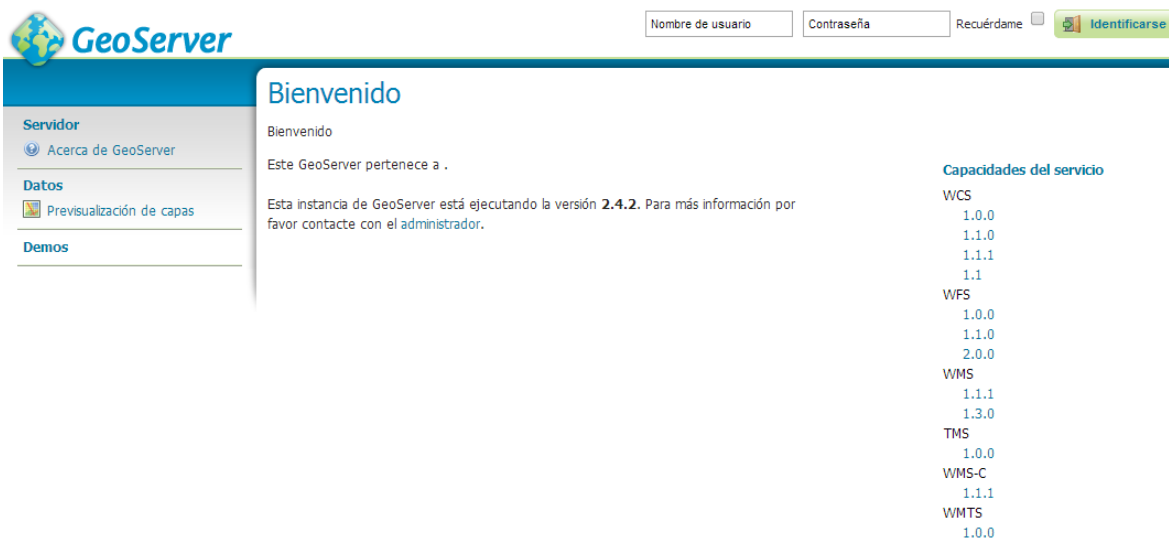 GeoServer
Nombre de usuario
Contraseña
Recuérdame
Identificarse
Servidor
Acerca de GeoServer
Datos
Previsualización de capas
Demos
Bienvenido
Bienvenido
Este GeoServer pertenece a .
Esta instancia de GeoServer está ejecutando la versión 2.4.2. Para más información por
favor contacte con el administrador.
Capacidades del servicio
WCS
1.0.0
1.1.0
1.1.1
1.1
WFS
1.0.0
1.1.0
2.0.0
WMS
1.1.1
1.3.0
TMS
1.0.0
WMS-C
1.1.1
WMTS
1.0.0